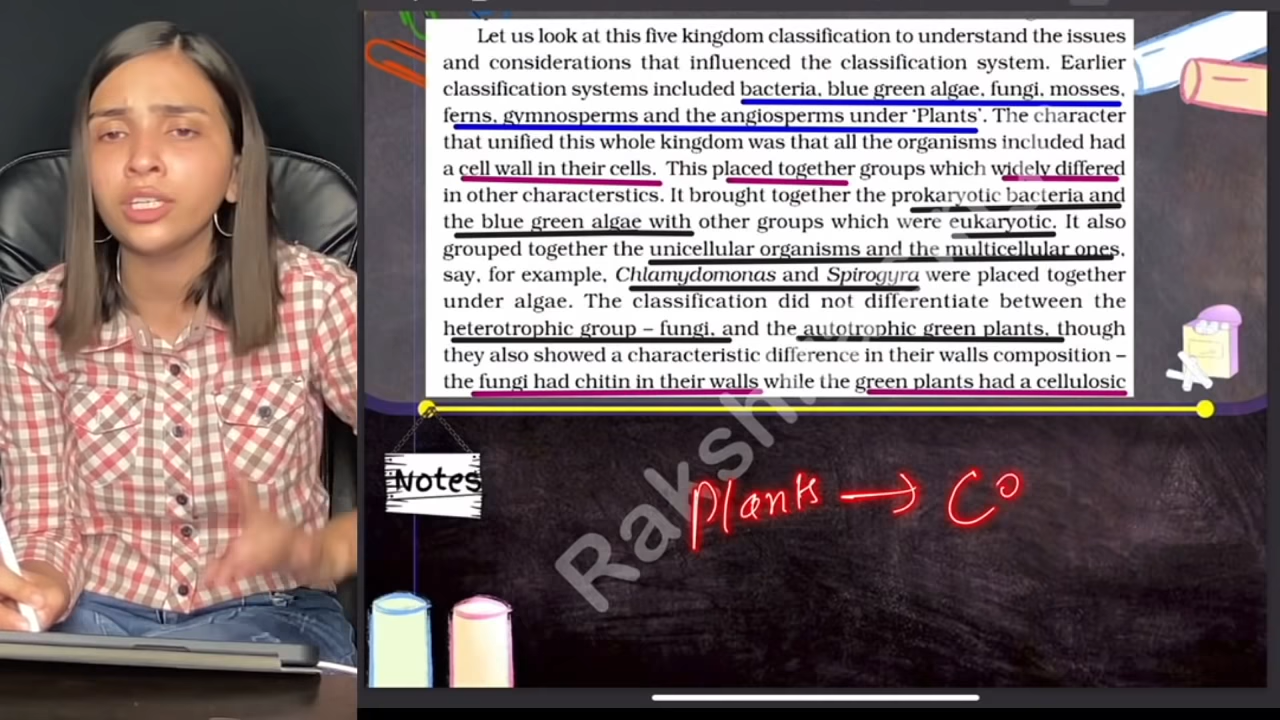 Let us look at this five kingdom classification to understand the issues
and considerations that influenced the classification system. Earlier
classification systems included bacteria, blue green algae, fungi, mosses,
ferns, gymnosperms and the angiosperms under ‘Plants’. The character
that unified this whole kingdom was that all the organisms included had
a cell wall in their cells. This placed together groups which widely differed
in other characterstics. It brought together the prokaryotic bacteria and
the blue green algae with other groups which were eukaryotic. It also
grouped together the unicellular organisms and the multicellular ones,
say, for example, Chlamydomonas and Spirogyra were placed together
under algae. The classification did not differentiate between the
heterotrophic group – fungi, and the autotrophic green plants, though
they also showed a characteristic difference in their walls composition –
the fungi had chitin in their walls while the green plants had a cellulosic
Notes
Plants → Co